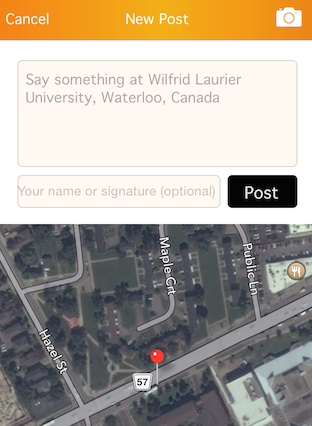 Cancel New Post
Say something at Wilfrid Laurier
University, Waterloo, Canada
Your name or signature (optional) Post
Maple Crt
Public Ln
Hazel St
57